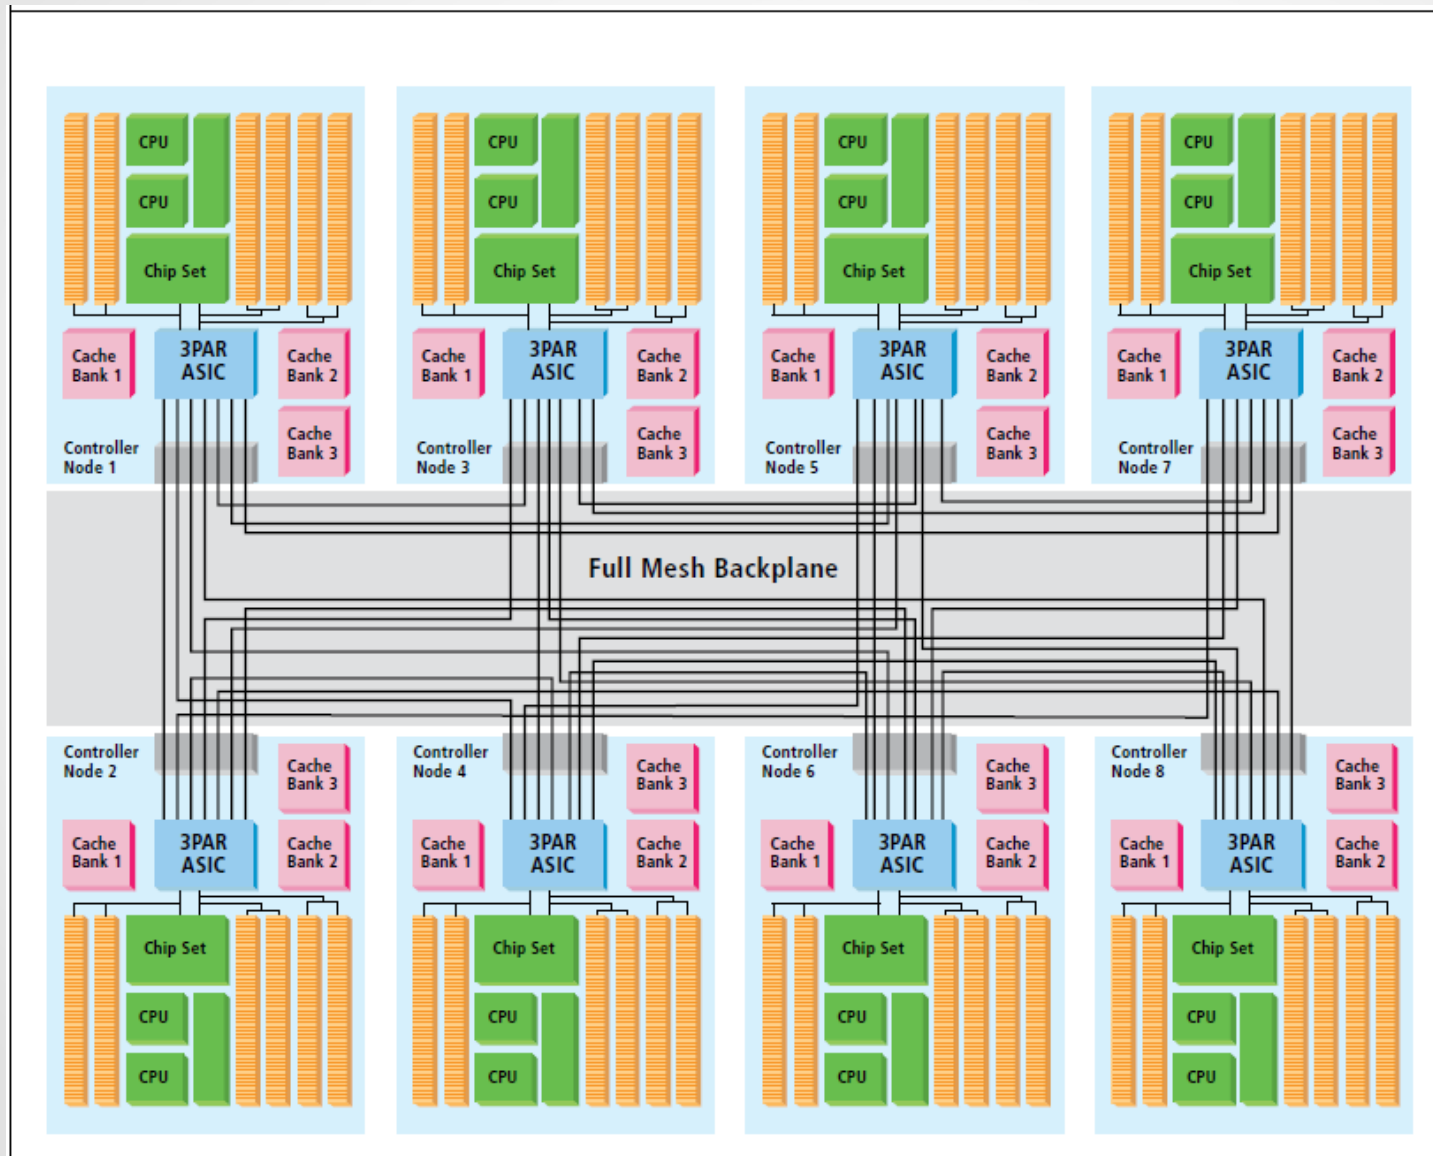 CPU
CPU
Chip Set
Cache
Bank 1
3PAR
ASIC
Cache
Bank 2
Cache
Bank 3
Controller
Node 1
CPU
CPU
Chip Set
Cache
Bank 1
3PAR
ASIC
Cache
Bank 2
Cache
Bank 3
Controller
Node 3
CPU
CPU
Chip Set
Cache
Bank 1
3PAR
ASIC
Cache
Bank 2
Cache
Bank 3
Controller
Node 5
CPU
CPU
Chip Set
Cache
Bank 1
3PAR
ASIC
Cache
Bank 2
Cache
Bank 3
Controller
Node 7
Full Mesh Backplane
Controller
Node 2
Cache
Bank 3
Cache
Bank 1
3PAR
ASIC
Cache
Bank 2
Chip Set
CPU
CPU
Controller
Node 4
Cache
Bank 3
Cache
Bank 1
3PAR
ASIC
Cache
Bank 2
Chip Set
CPU
CPU
Controller
Node 6
Cache
Bank 3
Cache
Bank 1
3PAR
ASIC
Cache
Bank 2
Chip Set
CPU
CPU
Controller
Node 8
Cache
Bank 3
Cache
Bank 1
3PAR
ASIC
Cache
Bank 2
Chip Set
CPU
CPU